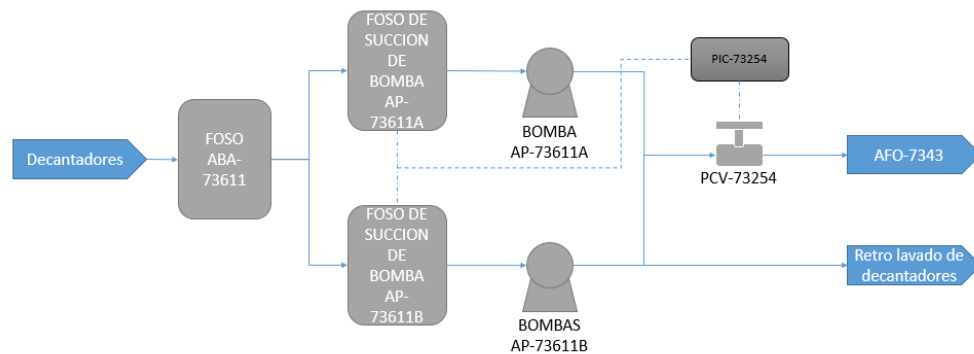 Decantadores
FOSO
ABA-
73611
FOSO DE
SUCCION
DE
BOMBA
AP-
73611A
BOMBA
AP-73611A
PIC-73254
PCV-73254
AFO-7343
FOSO DE
SUCCION
DE
BOMBA
AP-
73611B
BOMBAS
AP-73611B
Retro lavado de
decantadores